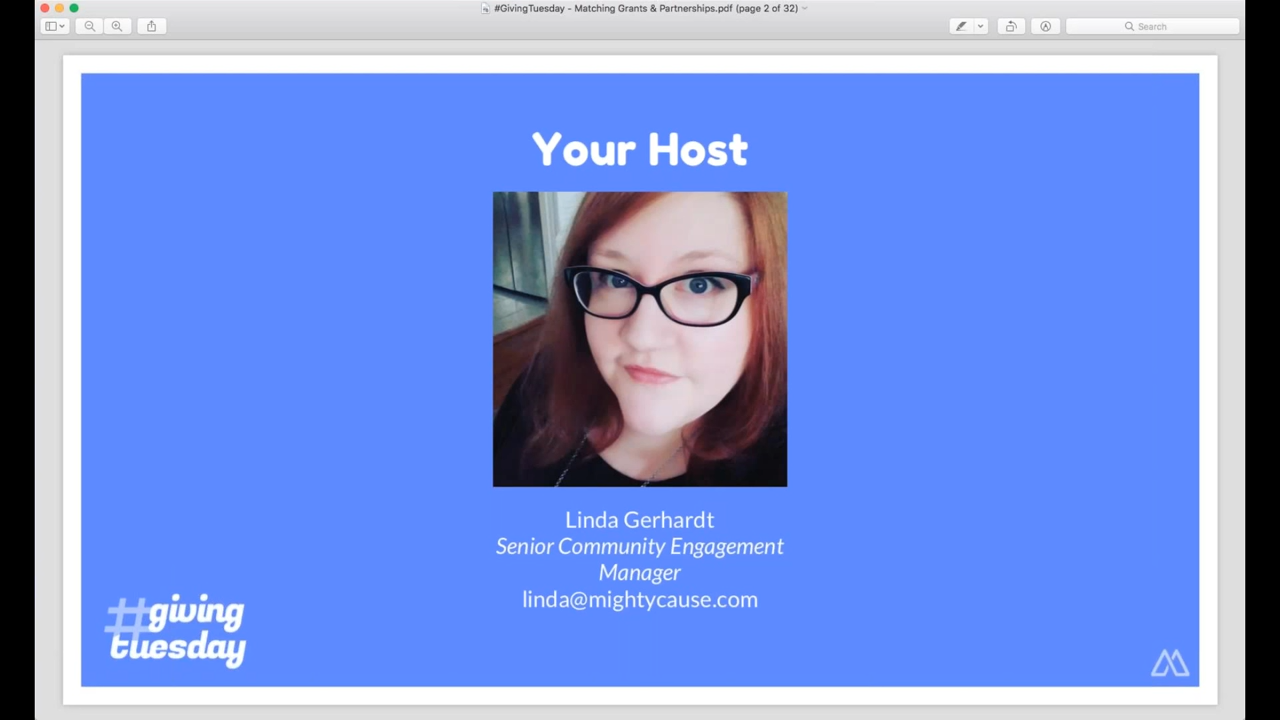 #GivingTuesday - Matching Grants & Partnerships.pdf (page 2 of 32)
Search
Your Host
Linda Gerhardt
Senior Community Engagement
Manager
linda@mightycause.com
#giving
tuesday